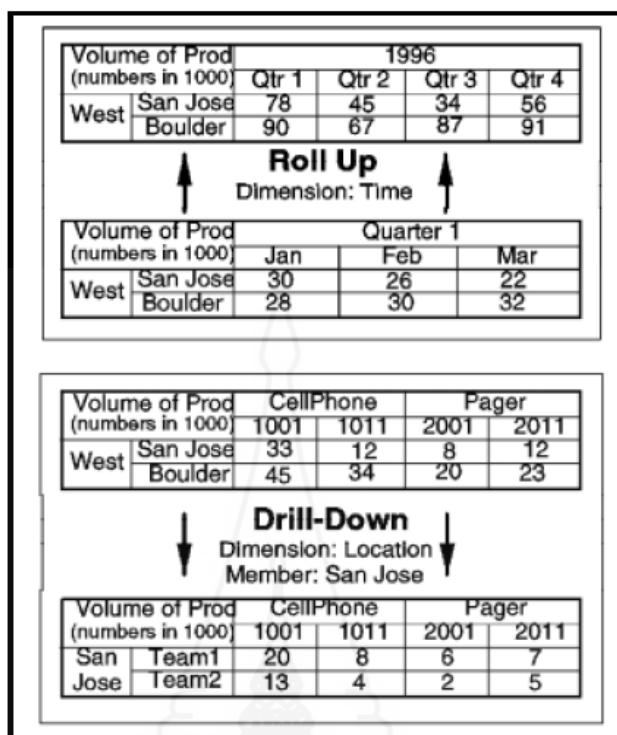 Volume of Prod 1996
(numbers in 1000) Qtr 1 Qtr 2 Qtr 3 Qtr 4
West San Jose 78 45 34 56
Boulder 90 67 87 91
Roll Up
Dimension: Time
Volume of Prod Quarter 1
(numbers in 1000) Jan Feb Mar
West San Jose 30 26 22
Boulder 28 30 32
Volume of Prod CellPhone Pager
(numbers in 1000) 1001 1011 2001 2011
West San Jose 33 12 8 12
Boulder 45 34 20 23
Drill-Down
Dimension: Location
Member: San Jose
Volume of Prod CellPhone Pager
(numbers in 1000) 1001 1011 2001 2011
San Team1 20 8 6 7
Jose Team2 13 4 2 5